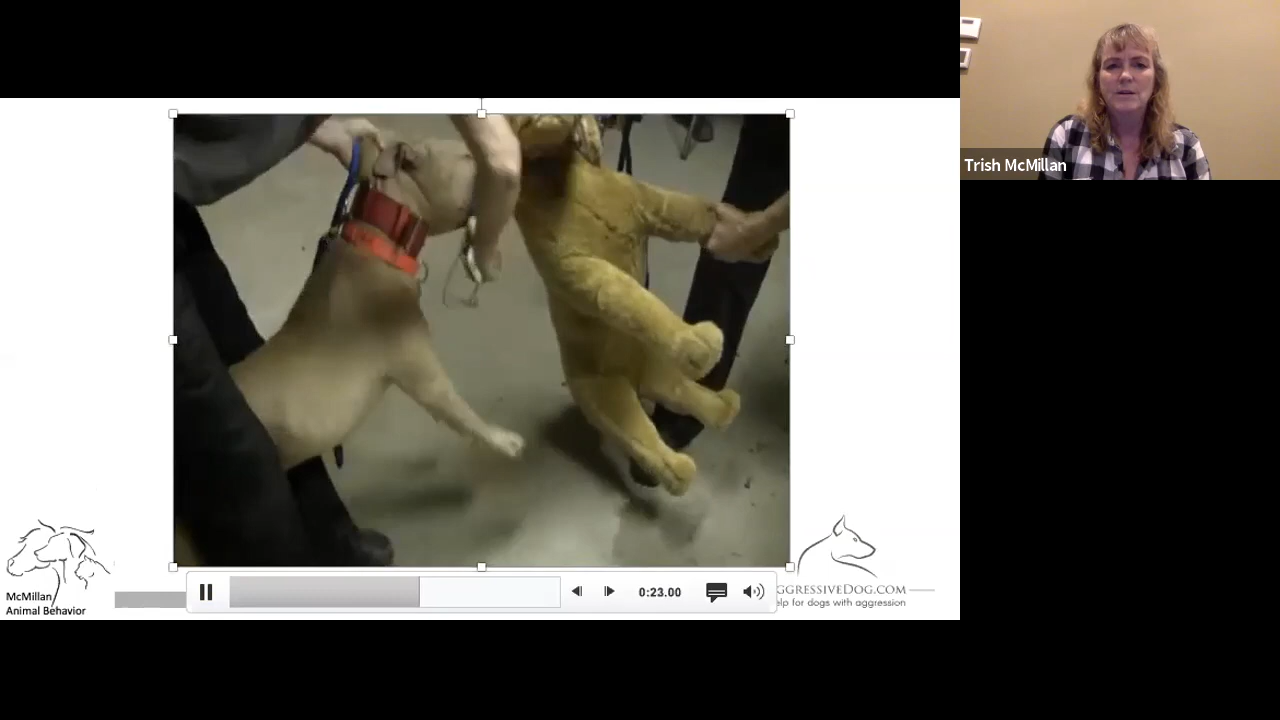 Trish McMillan
McMillan
Animal Behavior
0:23.00
GGRESSIVEDOG.COM
elp for dogs with aggression